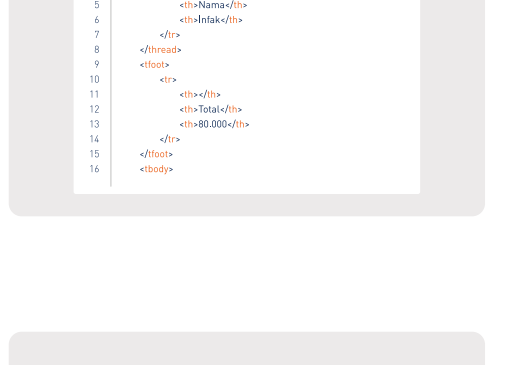 5 <th>Nama</th>
6 <th>Infak</th>
7 </tr>
8 </thread>
9 <tfoot>
10 <tr>
11 <th></th>
12 <th>Total</th>
13 <th>80.000</th>
14 </tr>
15 </tfoot>
16 <tbody>